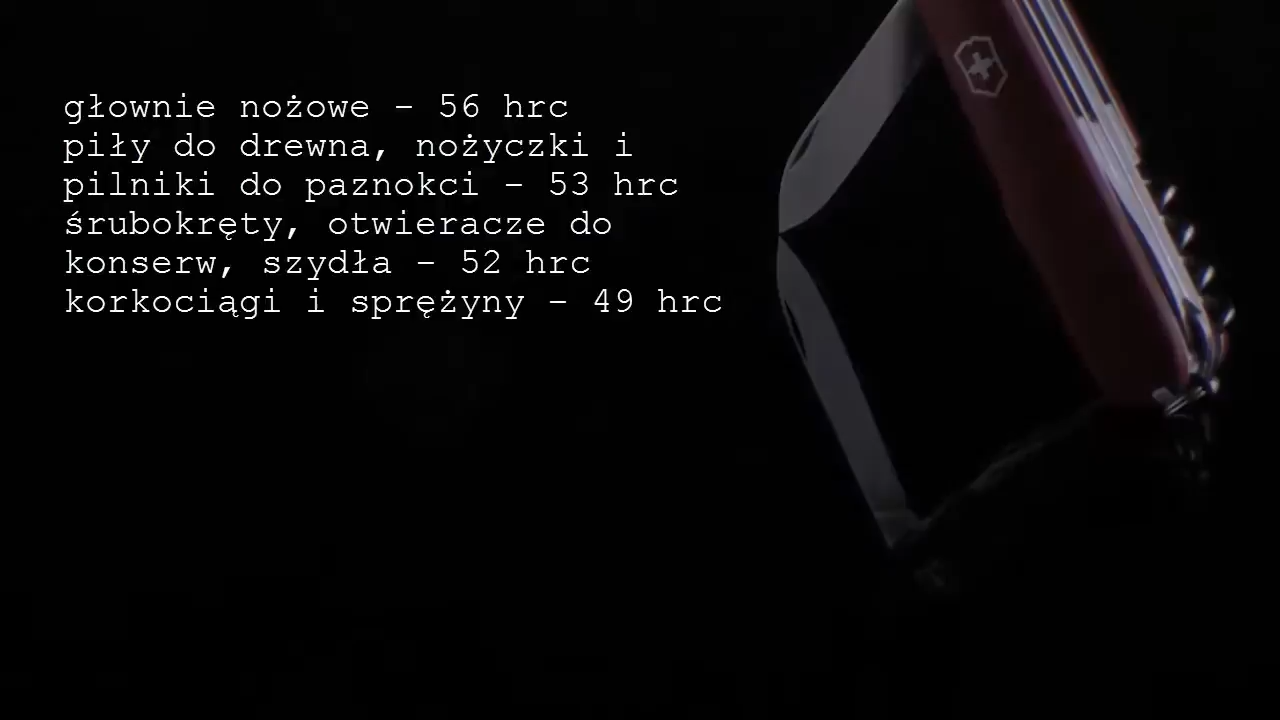 głownie nożowe – 56 hrc
piły do drewna, nożyczki i
pilniki do paznokci – 53 hrc
śrubokręty, otwieracze do
konserw, szydła – 52 hrc
korkociągi i sprężyny – 49 hrc